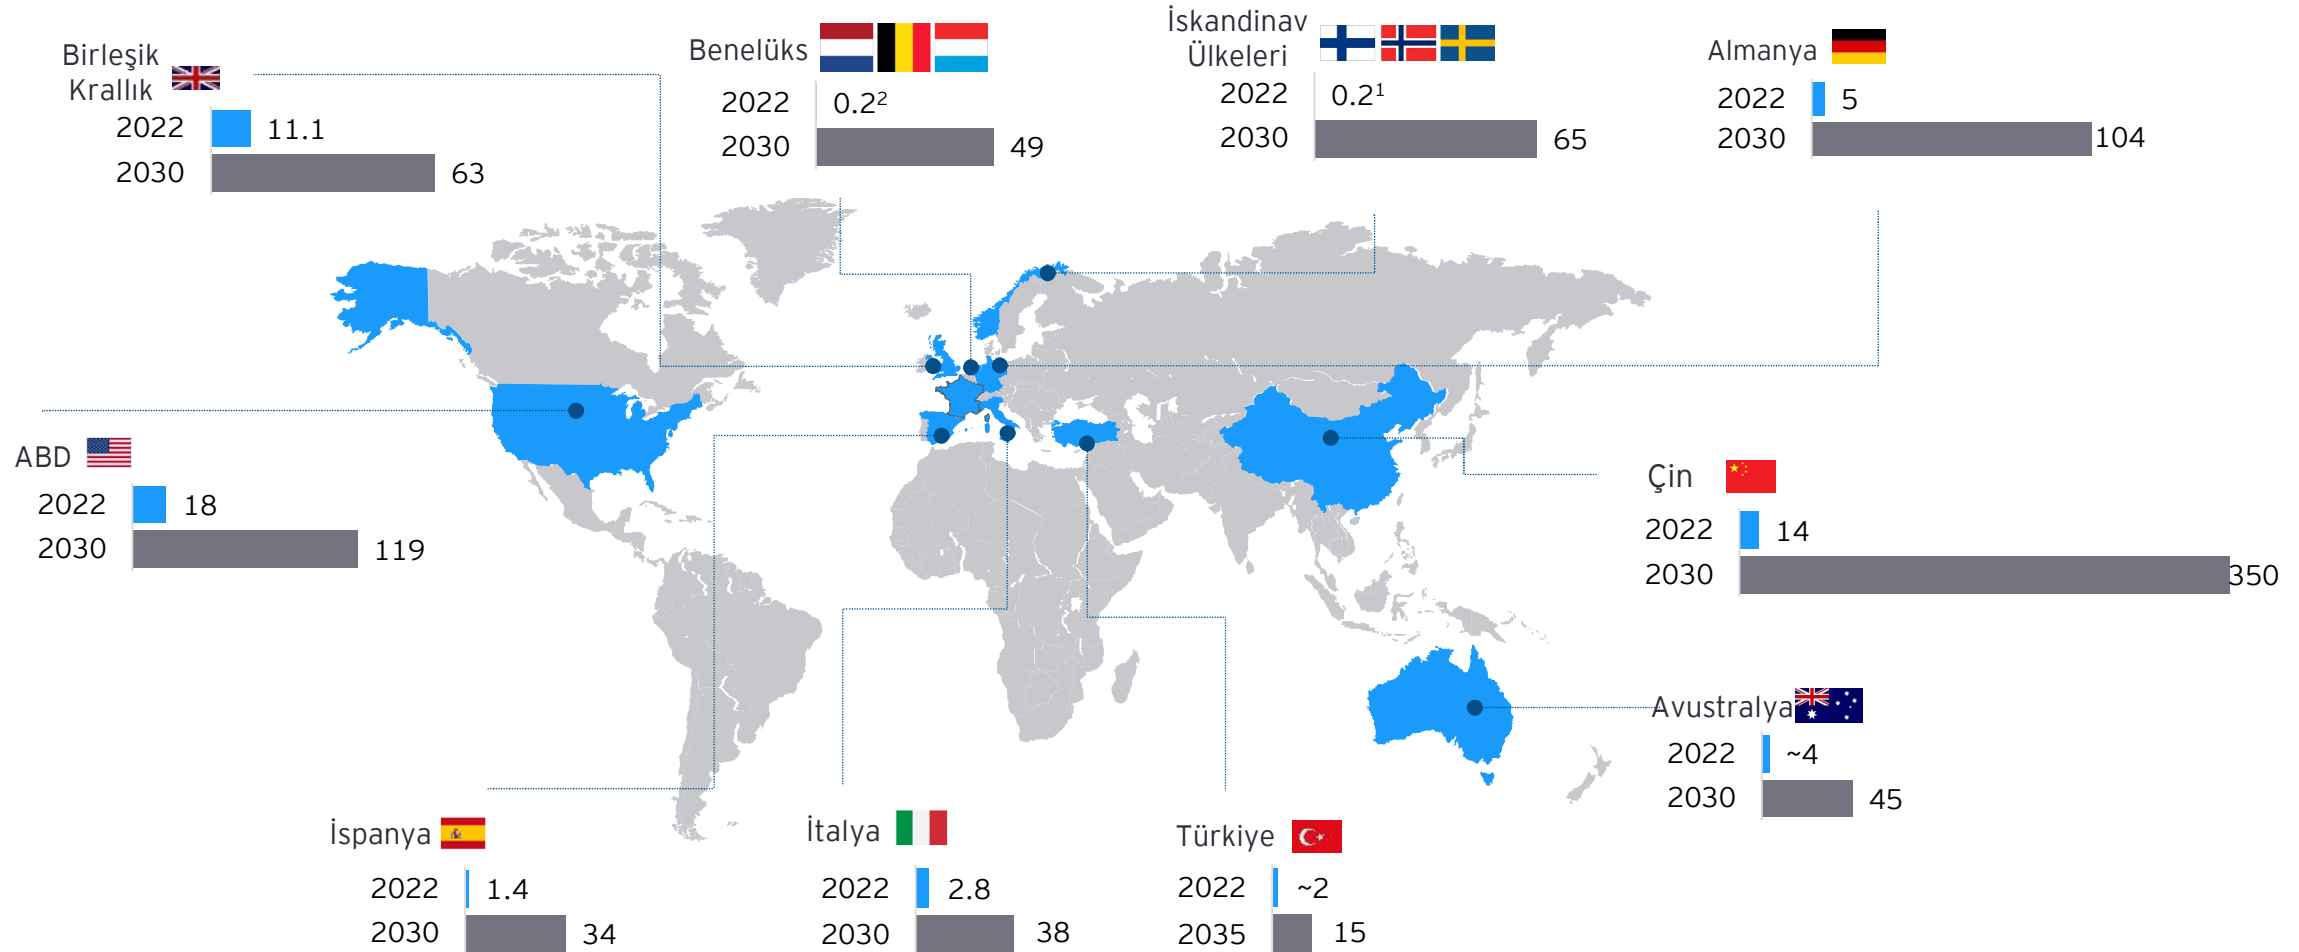 Birleşik
Krallık
2022 11.1
2030 63
Benelüks
2022 0.2²
2030 49
İskandinav
Ülkeleri
2022 0.2¹
2030 65
Almanya
2022 5
2030 104
ABD
2022 18
2030 119
Çin
2022 14
2030 350
Avustralya
2022 ~4
2030 45
İspanya
2022 1.4
2030 34
İtalya
2022 2.8
2030 38
Türkiye
2022 ~2
2035 15